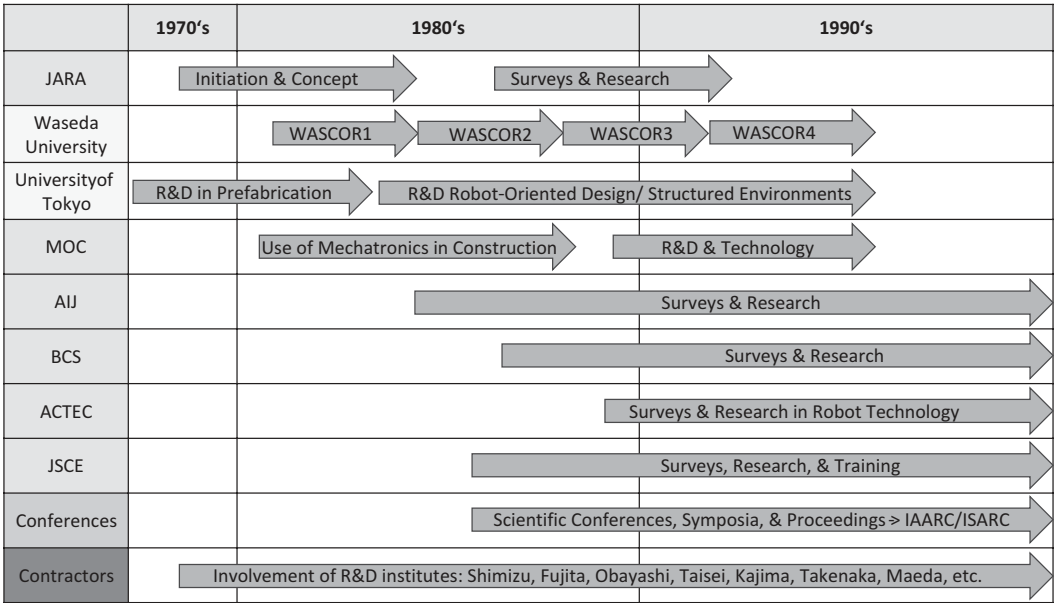 1970's 1980's 1990's
JARA Initiation & Concept Surveys & Research
Waseda
University
WASCOR1 WASCOR2 WASCOR3 WASCOR4
Universityof
Tokyo
R&D in Prefabrication R&D Robot-Oriented Design/ Structured Environments
MOC Use of Mechatronics in Construction R&D & Technology
AIJ Surveys & Research
BCS Surveys & Research
ACTEC Surveys & Research in Robot Technology
JSCE Surveys, Research, & Training
Conferences Scientific Conferences, Symposia, & Proceedings > IAARC/ISARC
Contractors Involvement of R&D institutes: Shimizu, Fujita, Obayashi, Taisei, Kajima, Takenaka, Maeda, etc.